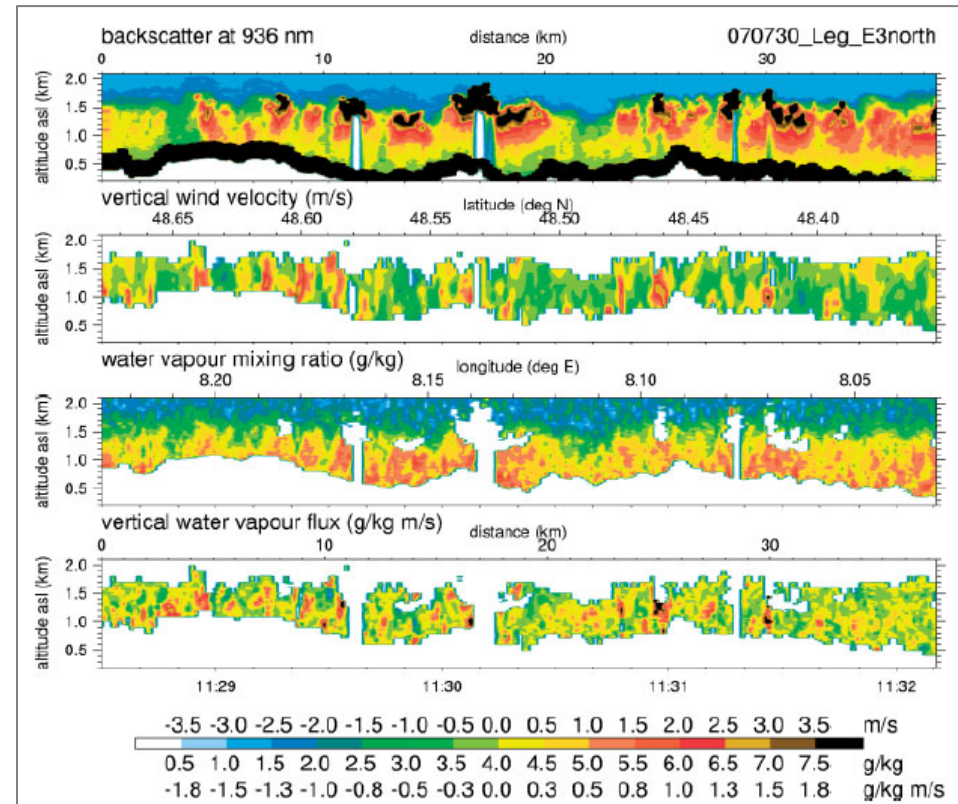 backscatter at 936 nm distance (km) 070730_Leg_E3north
0 10 20 30
altitude asl (km)
2.0
1.5
1.0
0.5
vertical wind velocity (m/s) latitude (deg N)
48.65 48.60 48.55 48.50 48.45 48.40
altitude asl (km)
2.0
1.5
1.0
0.5
water vapour mixing ratio (g/kg) longitude (deg E)
8.20 8.15 8.10 8.05
altitude asl (km)
2.0
1.5
1.0
0.5
vertical water vapour flux (g/kg m/s) distance (km)
0 10 20 30
altitude asl (km)
2.0
1.5
1.0
0.5
11:29 11:30 11:31 11:32
-3.5 -3.0 -2.5 -2.0 -1.5 -1.0 -0.5 0.0 0.5 1.0 1.5 2.0 2.5 3.0 3.5 m/s
0.5 1.0 1.5 2.0 2.5 3.0 3.5 4.0 4.5 5.0 5.5 6.0 6.5 7.0 7.5 g/kg
-1.8 -1.5 -1.3 -1.0 -0.8 -0.5 -0.3 0.0 0.3 0.5 0.8 1.0 1.3 1.5 1.8 g/kg m/s